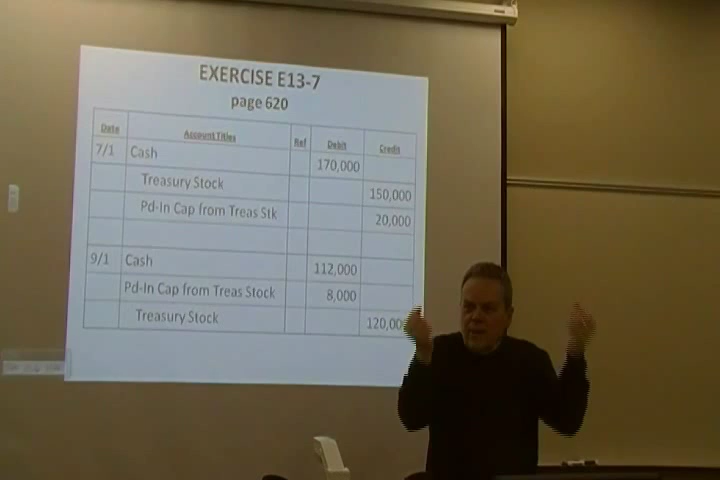 EXERCISE E13-7
page 620
Date Account Titles Ref Debit Credit
7/1 Cash 170,000
Treasury Stock 150,000
Pd-In Cap from Treas Stk 20,000
9/1 Cash 112,000
Pd-In Cap from Treas Stock 8,000
Treasury Stock 120,00